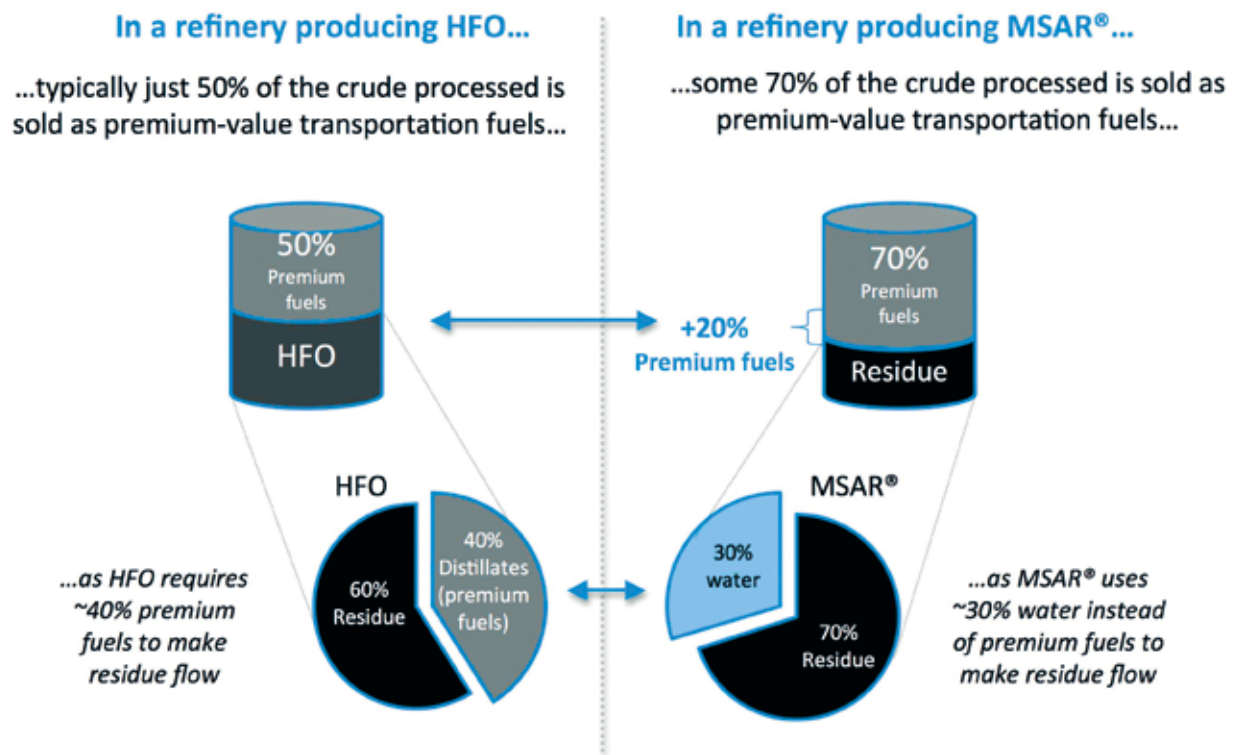 In a refinery producing HFO...
...typically just 50% of the crude processed is
sold as premium-value transportation fuels...
50%
Premium
fuels
HFO
HFO
60%
Residue
40%
Distillates
(premium
fuels)
...as HFO requires
~40% premium
fuels to make
residue flow
In a refinery producing MSAR®...
...some 70% of the crude processed is sold as
premium-value transportation fuels...
+20%
Premium fuels
70%
Premium
fuels
Residue
MSAR®
30%
water
70%
Residue
...as MSAR® uses
~30% water instead
of premium fuels to
make residue flow